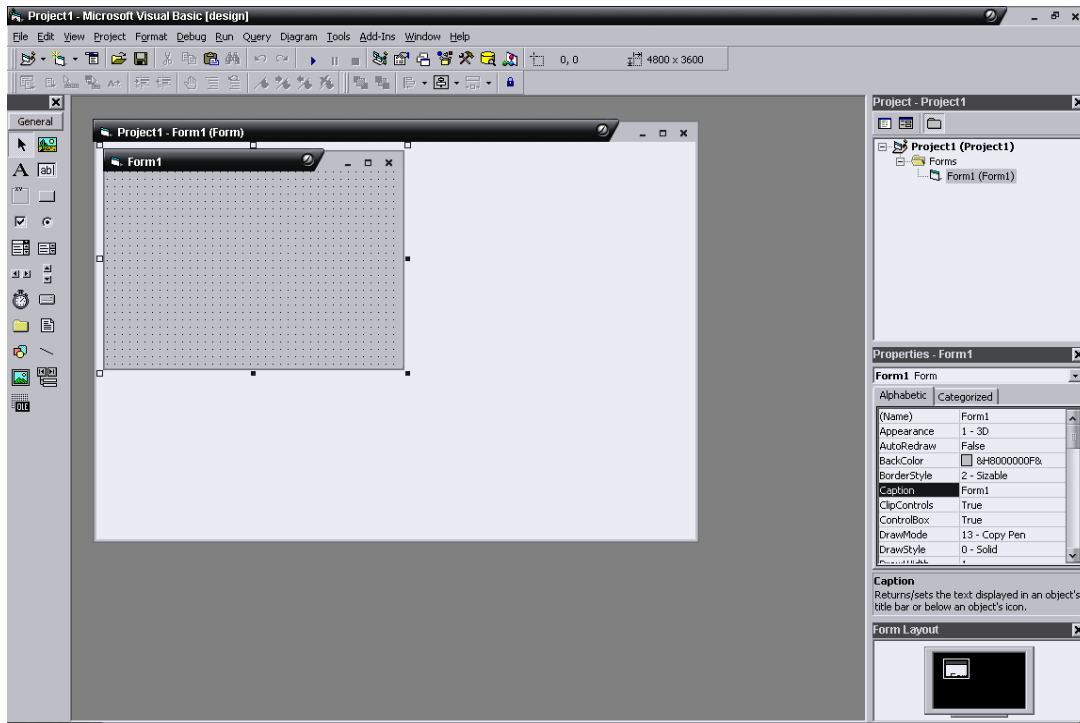 Project1 - Microsoft Visual Basic [design]
File Edit View Project Format Debug Run Query Diagram Tools Add-Ins Window Help
0, 0 4800 x 3600
General
A ab|
XY
OLE
Project1 - Form1 (Form)
Form1
Project - Project1
Project1 (Project1)
Forms
Form1 (Form1)
Properties - Form1
Form1 Form
Alphabetic Categorized
(Name) Form1
Appearance 1 - 3D
AutoRedraw False
BackColor &H8000000F&
BorderStyle 2 - Sizable
Caption Form1
ClipControls True
ControlBox True
DrawMode 13 - Copy Pen
DrawStyle 0 - Solid
Caption
Returns/sets the text displayed in an object's
title bar or below an object's icon.
Form Layout